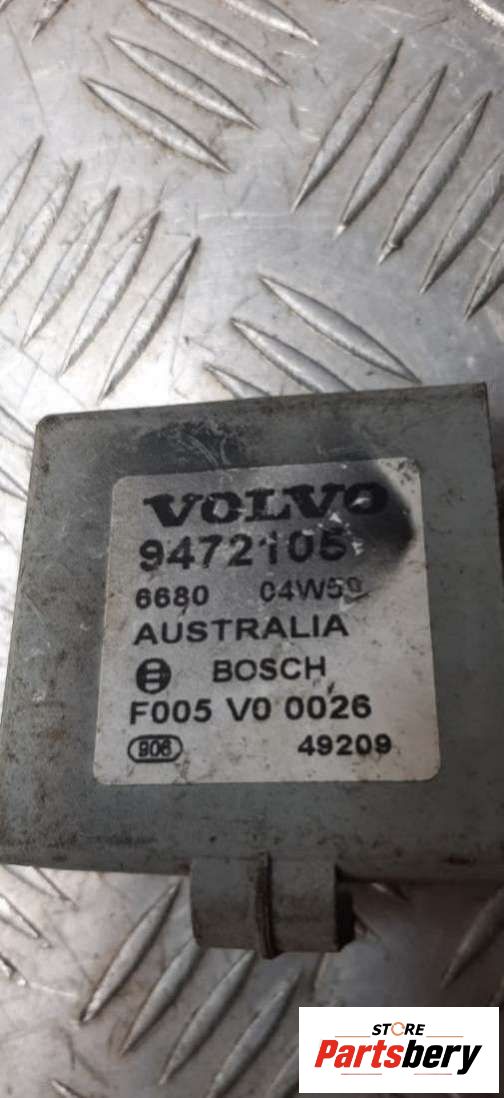 VOLVO
9472105
6680 04W59
AUSTRALIA
BOSCH
F005 V0 0026
906 49209
STORE
Partsbery